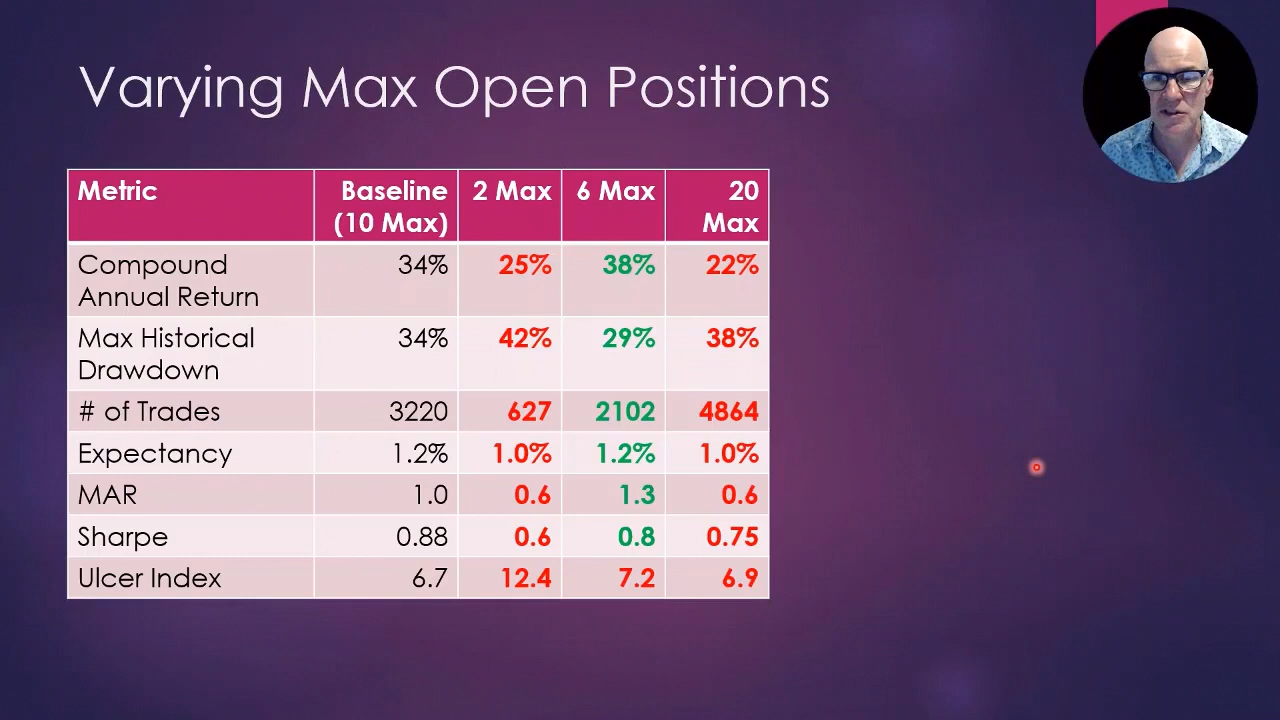 Varying Max Open Positions
Metric Baseline (10 Max) 2 Max 6 Max 20 Max
Compound Annual Return 34% 25% 38% 22%
Max Historical Drawdown 34% 42% 29% 38%
# of Trades 3220 627 2102 4864
Expectancy 1.2% 1.0% 1.2% 1.0%
MAR 1.0 0.6 1.3 0.6
Sharpe 0.88 0.6 0.8 0.75
Ulcer Index 6.7 12.4 7.2 6.9